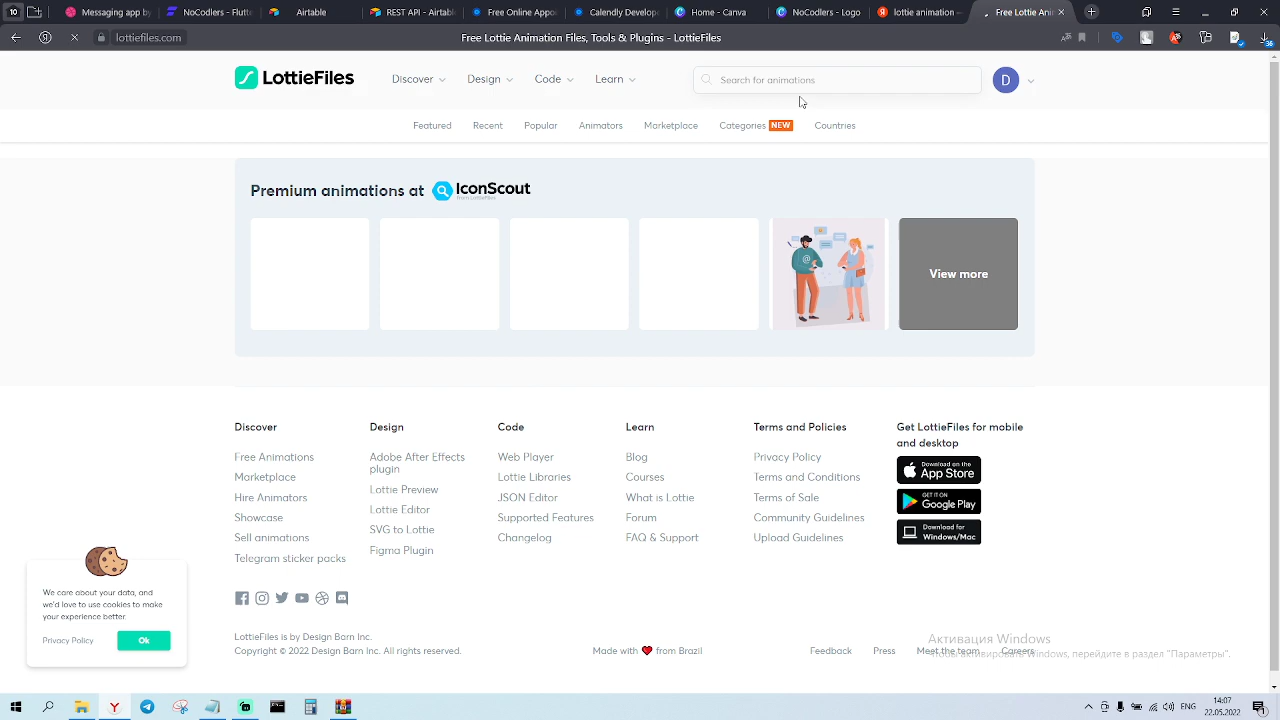 10 Messaging app by NoCoders – Flutt Airtable REST API – Airtabl Free Online Appoi Calendly Develop Home – Canva NoCoders – Logo lottie animation — Free Lottie Ani
lottiefiles.com Free Lottie Animation Files, Tools & Plugins - LottieFiles
LottieFiles Discover Design Code Learn Search for animations D
Featured Recent Popular Animators Marketplace Categories NEW Countries
Premium animations at IconScout
from LottieFiles
View more
Discover Design Code Learn Terms and Policies Get LottieFiles for mobile
and desktop
Free Animations Adobe After Effects Web Player Blog Privacy Policy
plugin
Download on the
App Store
Marketplace Lottie Libraries Courses Terms and Conditions
Lottie Preview
Hire Animators JSON Editor What is Lottie Terms of Sale
GET IT ON
Google Play
Lottie Editor
Showcase Supported Features Forum Community Guidelines
SVG to Lottie
Download for
Windows/Mac
Sell animations Changelog FAQ & Support Upload Guidelines
Figma Plugin
Telegram sticker packs
We care about your data, and
we'd love to use cookies to make
your experience better.
Privacy Policy Ok
LottieFiles is by Design Barn Inc.
Copyright © 2022 Design Barn Inc. All rights reserved. Made with from Brazil Feedback Press Meet the team Careers
Активация Windows
Чтобы активировать Windows, перейдите в раздел "Параметры".
ENG 14:07
22.05.2022